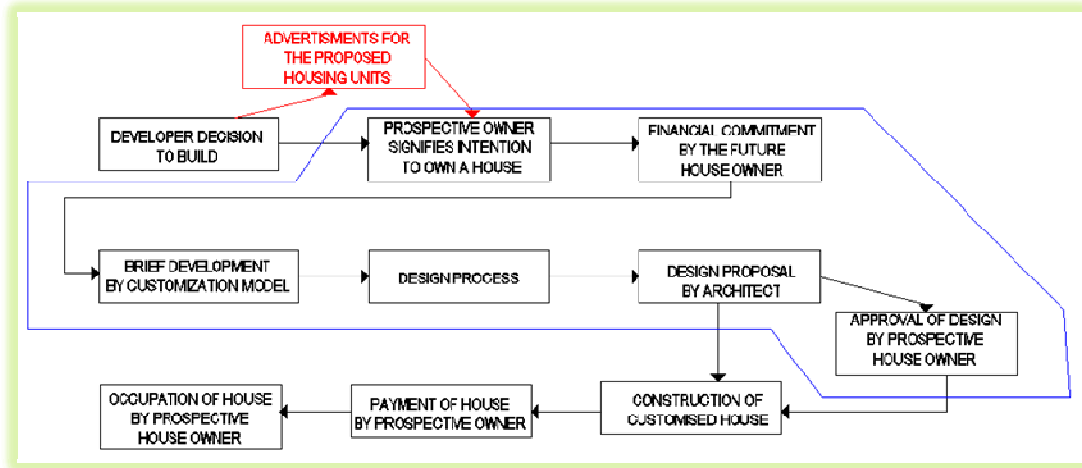 ADVERTISMENTS FOR
THE PROPOSED
HOUSING UNITS
DEVELOPER DECISION
TO BUILD
PROSPECTIVE OWNER
SIGNIFIES INTENTION
TO OWN A HOUSE
FINANCIAL COMMITMENT
BY THE FUTURE
HOUSE OWNER
BRIEF DEVELOPMENT
BY CUSTOMIZATION MODEL
DESIGN PROCESS
DESIGN PROPOSAL
BY ARCHITECT
APPROVAL OF DESIGN
BY PROSPECTIVE
HOUSE OWNER
CONSTRUCTION OF
CUSTOMISED HOUSE
PAYMENT OF HOUSE
BY PROSPECTIVE OWNER
OCCUPATION OF HOUSE
BY PROSPECTIVE
HOUSE OWNER